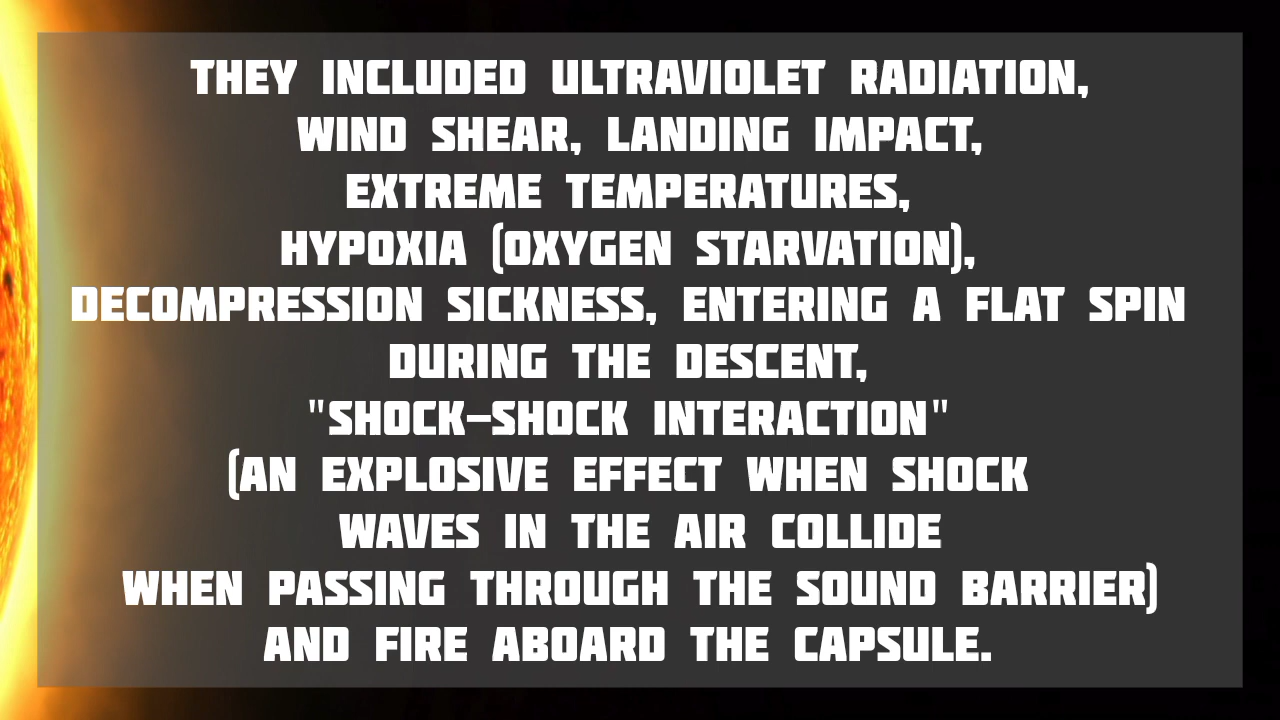 THEY INCLUDED ULTRAVIOLET RADIATION,
WIND SHEAR, LANDING IMPACT,
EXTREME TEMPERATURES,
HYPOXIA (OXYGEN STARVATION),
DECOMPRESSION SICKNESS, ENTERING A FLAT SPIN
DURING THE DESCENT,
"SHOCK-SHOCK INTERACTION"
(AN EXPLOSIVE EFFECT WHEN SHOCK
WAVES IN THE AIR COLLIDE
WHEN PASSING THROUGH THE SOUND BARRIER)
AND FIRE ABOARD THE CAPSULE.